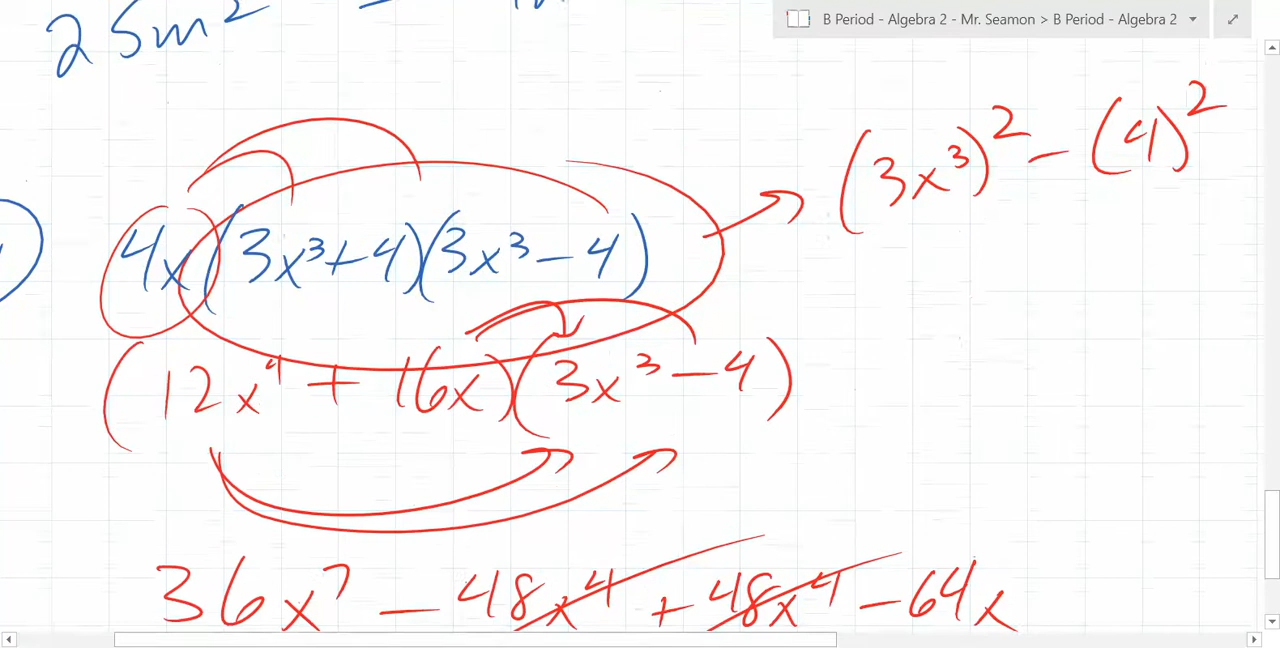 B Period - Algebra 2 - Mr. Seamon > B Period - Algebra 2
25m²
(3x³)² - (4)²
4x(3x³+4)(3x³-4)
(12x⁴ + 16x)(3x³-4)
36x⁷ - 48x⁴ + 48x⁴ - 64x